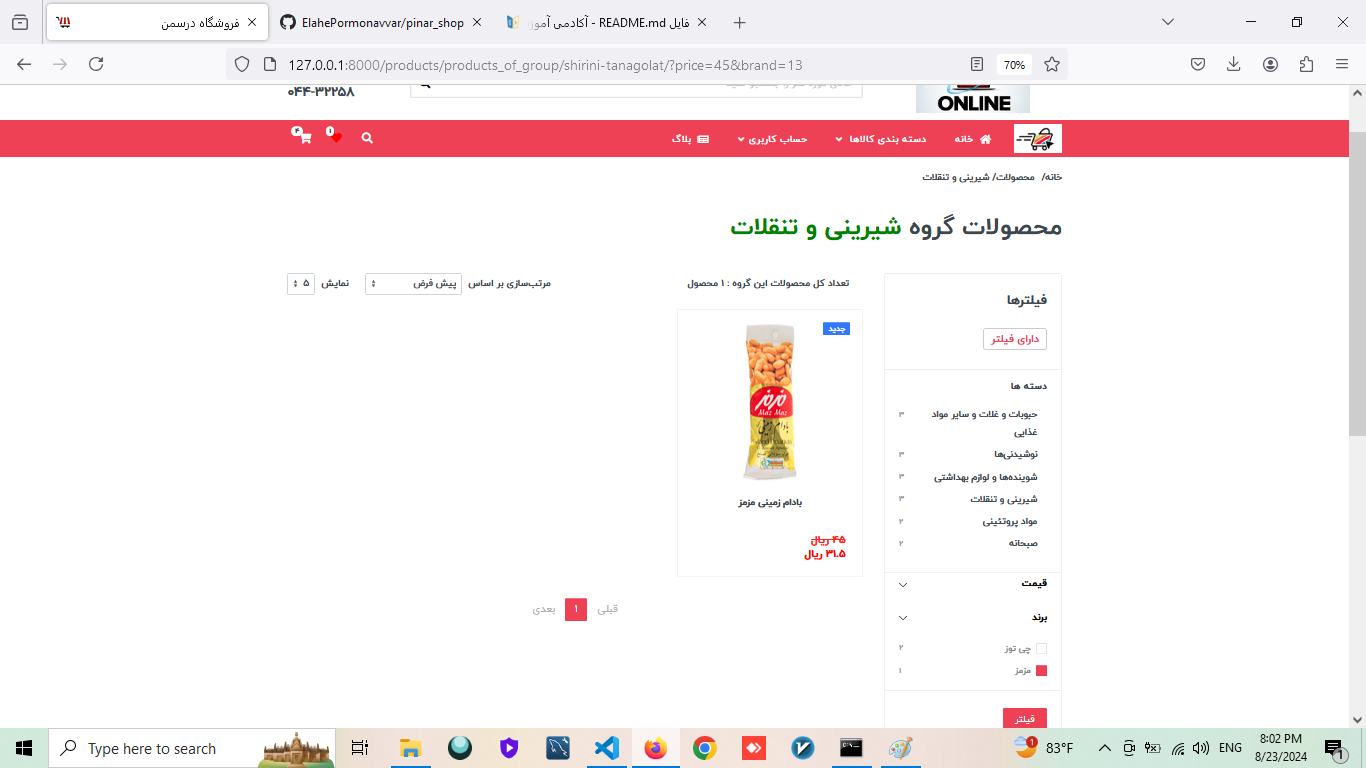 فروشگاه درسمن
ElahePormonavvar/pinar_shop
فایل README.md - آکادمی آموز
127.0.0.1:8000/products/products_of_group/shirini-tanagolat/?price=45&brand=13
70%
ONLINE
۰۴۴-۳۲۲۵۸
خانه
دسته بندی کالاها
حساب کاربری
بلاگ
۱
۴
خانه/ محصولات/ شیرینی و تنقلات
محصولات گروه شیرینی و تنقلات
فیلترها
دارای فیلتر
دسته ها
حبوبات و غلات و سایر مواد غذایی ۳
نوشیدنی‌ها ۳
شوینده‌ها و لوازم بهداشتی ۳
شیرینی و تنقلات ۳
مواد پروتئینی ۲
صبحانه ۲
قیمت
برند
چی توز ۲
مزمز ۱
فیلتر
تعداد کل محصولات این گروه : ۱ محصول
مرتب‌سازی بر اساس پیش فرض
نمایش ۵
جدید
مزمز
Maz Maz
بادام زمینی
بادام زمینی مزمز
۴۵ ریال
۳۱.۵ ریال
قبلی ۱ بعدی
Type here to search
1
83°F
ENG
8:02 PM
8/23/2024
1